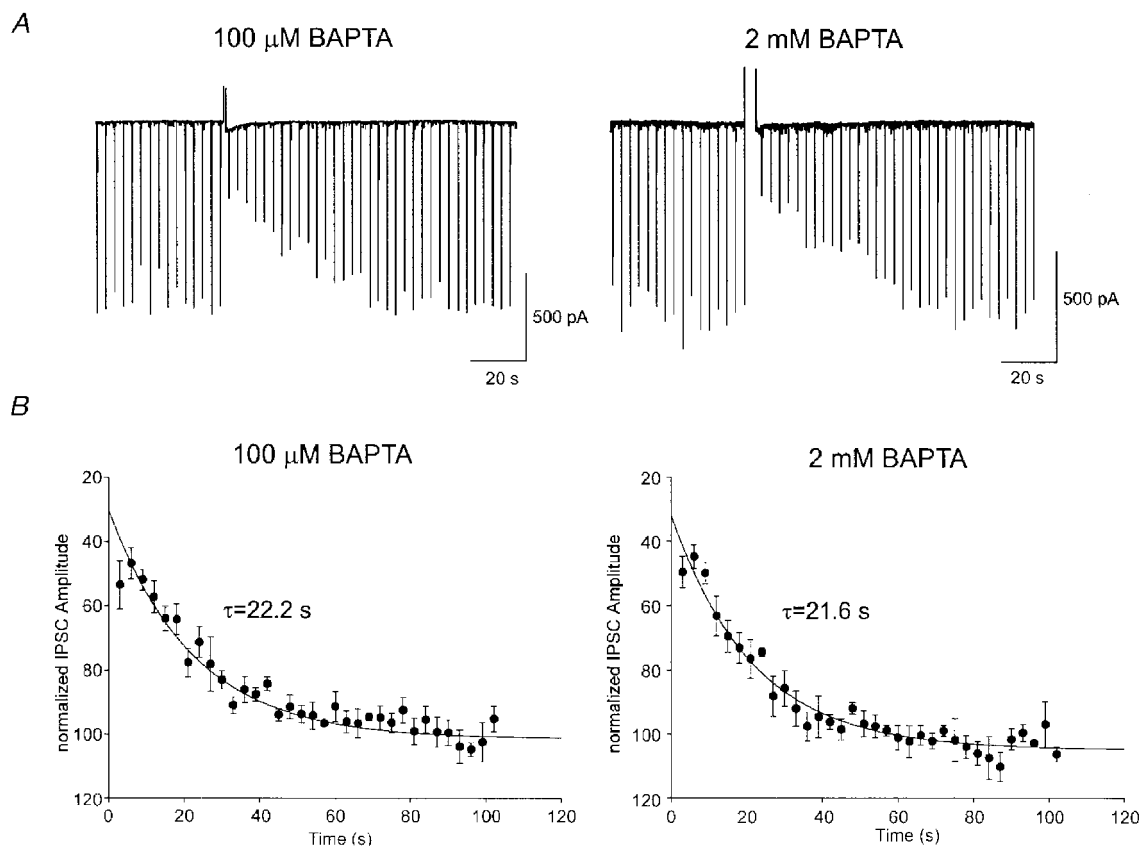 A
100 μM BAPTA
2 mM BAPTA
500 pA
20 s
500 pA
20 s
B
100 μM BAPTA
2 mM BAPTA
normalized IPSC Amplitude
20
40
60
80
100
120
τ=22.2 s
0 20 40 60 80 100 120
Time (s)
normalized IPSC Amplitude
20
40
60
80
100
120
τ=21.6 s
0 20 40 60 80 100 120
Time (s)